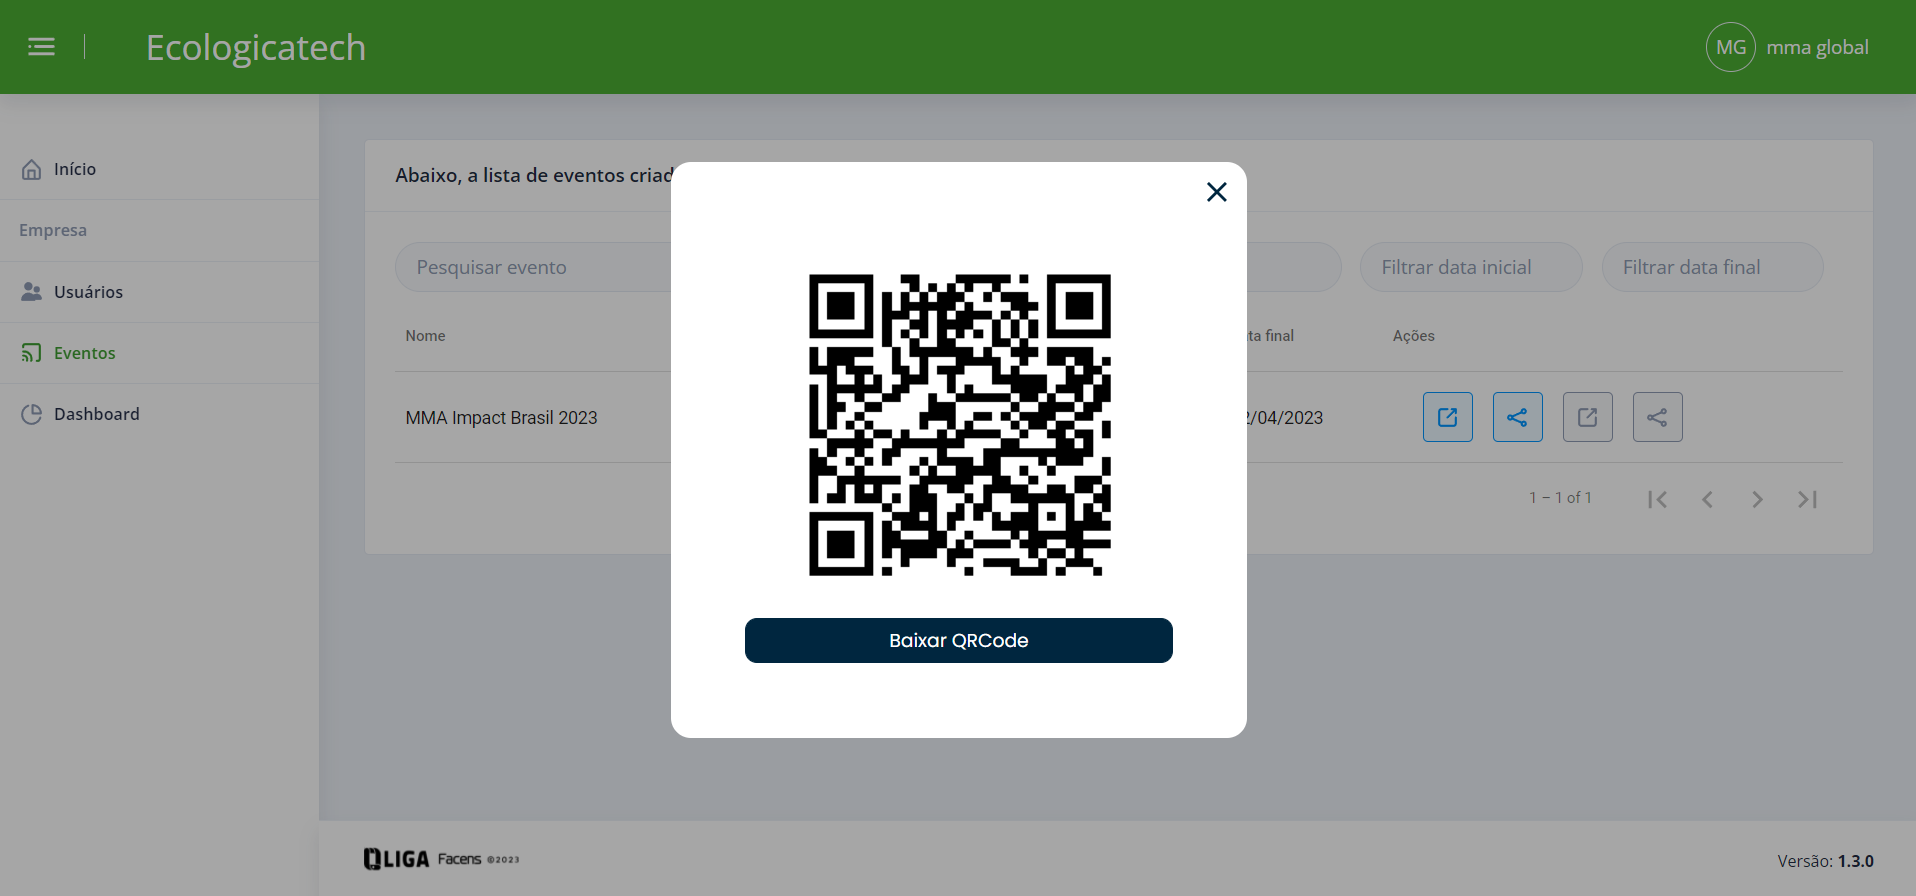 Ecologicatech
MG mma global
Início
Empresa
Usuários
Eventos
Dashboard
Abaixo, a lista de eventos criad
Pesquisar evento
Filtrar data inicial
Filtrar data final
Nome
ta final
Ações
MMA Impact Brasil 2023
/04/2023
1 – 1 of 1
Baixar QRCode
LIGA Facens ©2023
Versão: 1.3.0